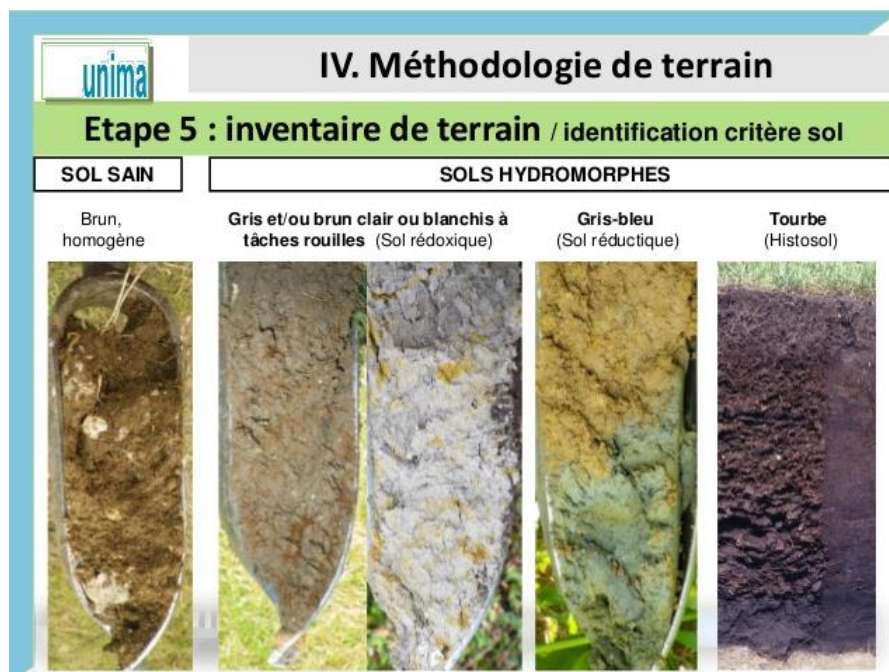 unima
IV. Méthodologie de terrain
Etape 5 : inventaire de terrain / identification critère sol
SOL SAIN
SOLS HYDROMORPHES
Brun,
homogène
Gris et/ou brun clair ou blanchis à
tâches rouilles (Sol rédoxique)
Gris-bleu
(Sol réductique)
Tourbe
(Histosol)